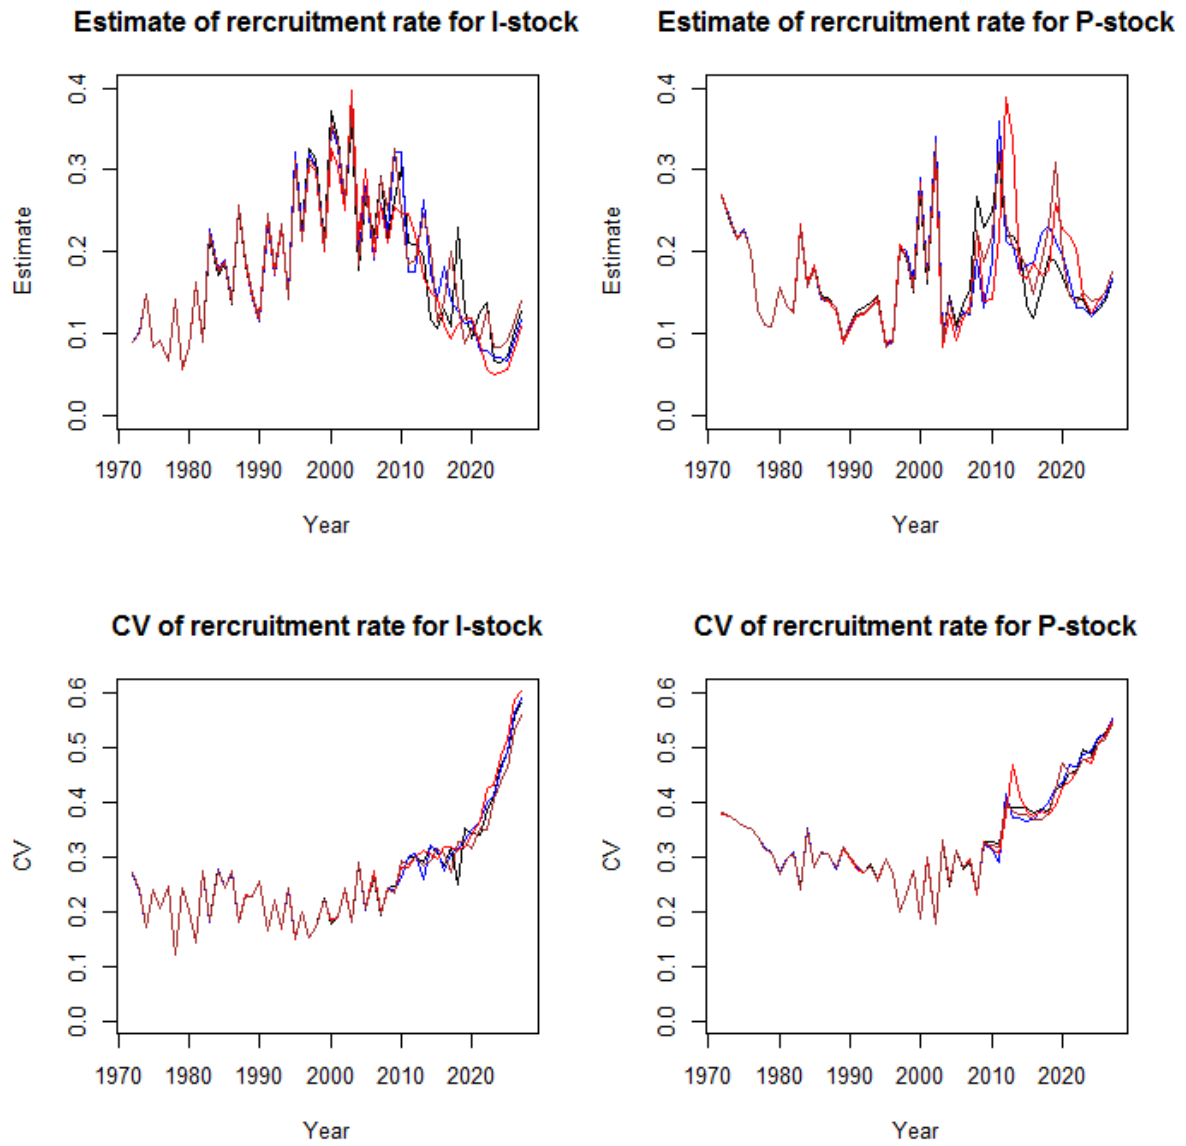 Estimate of rercruitment rate for I-stock
Estimate
0.0 0.1 0.2 0.3 0.4
1970 1980 1990 2000 2010 2020
Year
Estimate of rercruitment rate for P-stock
Estimate
0.0 0.1 0.2 0.3 0.4
1970 1980 1990 2000 2010 2020
Year
CV of rercruitment rate for I-stock
CV
0.0 0.1 0.2 0.3 0.4 0.5 0.6
1970 1980 1990 2000 2010 2020
Year
CV of rercruitment rate for P-stock
CV
0.0 0.1 0.2 0.3 0.4 0.5 0.6
1970 1980 1990 2000 2010 2020
Year